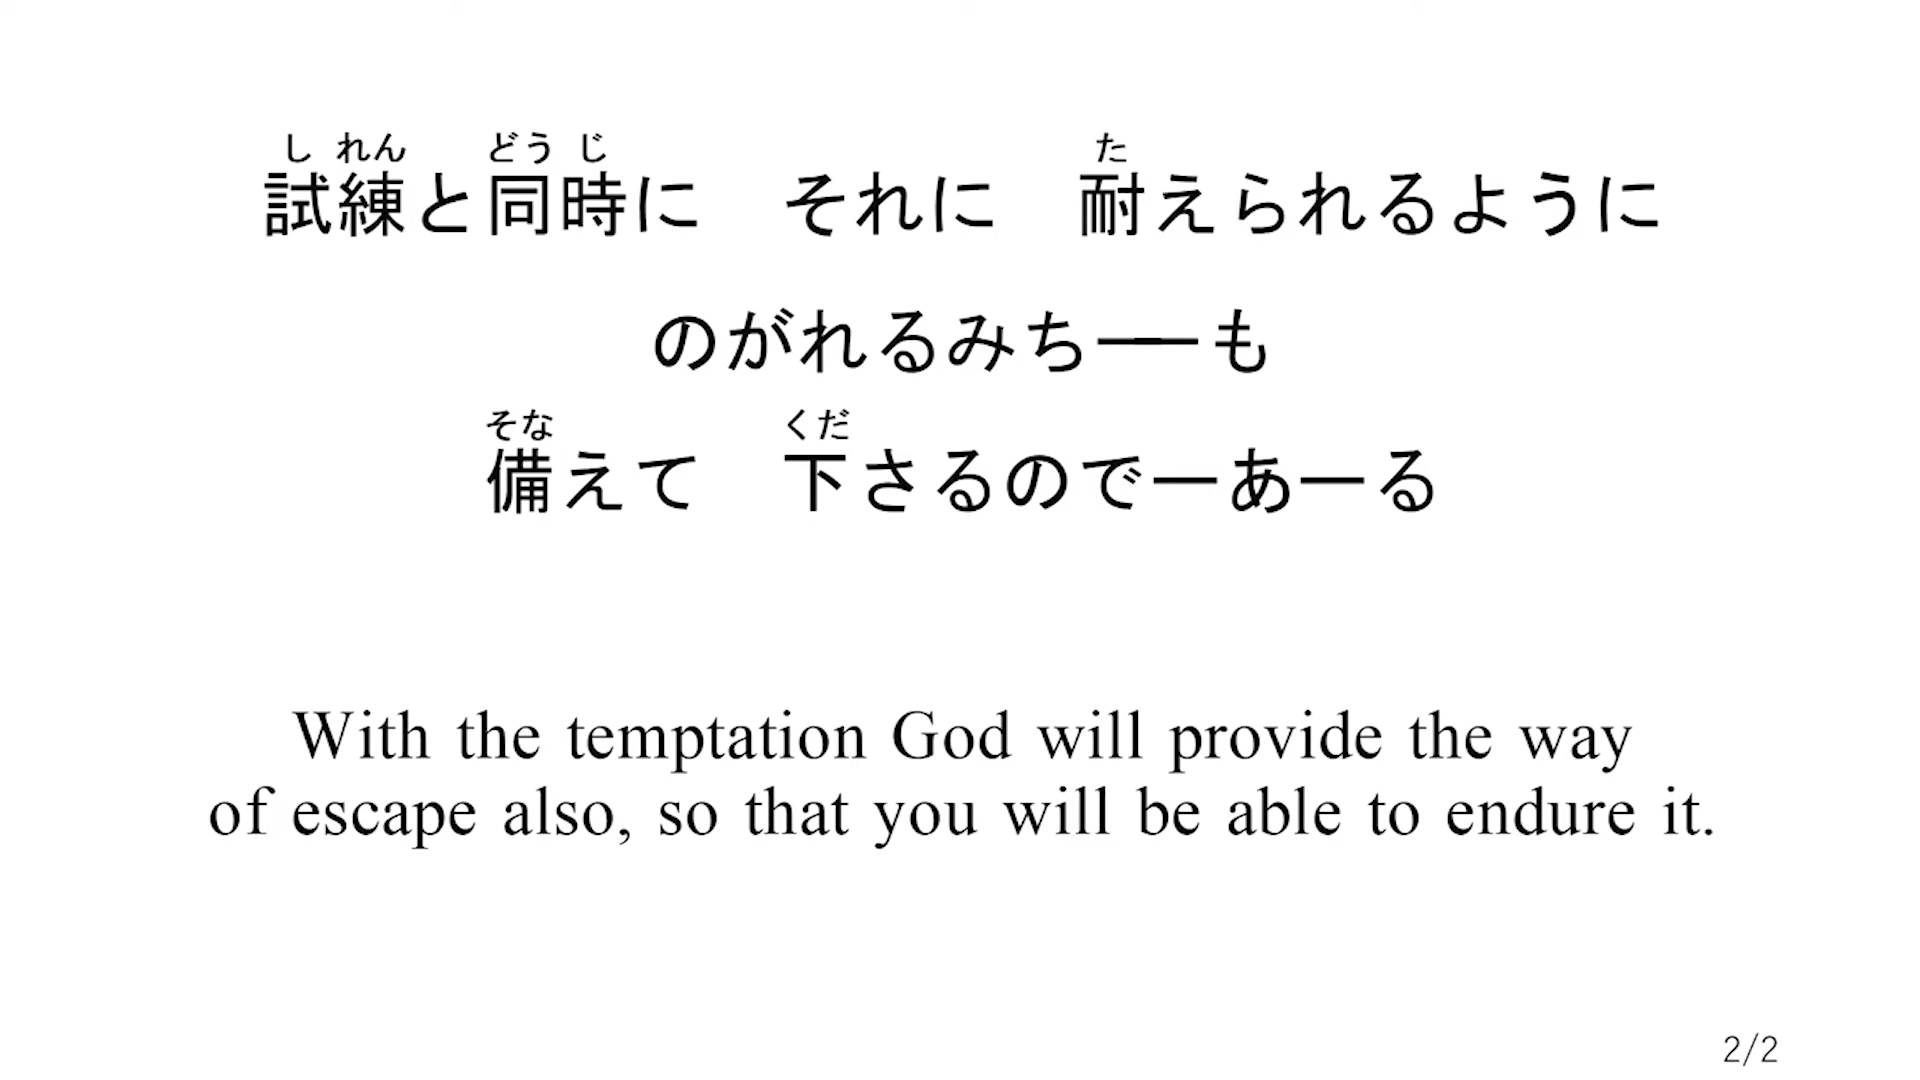 し れん どう じ た
試練と同時に　それに　耐えられるように
のがれるみちーーも
そな くだ
備えて　下さるのでーあーる
With the temptation God will provide the way
of escape also, so that you will be able to endure it.
2/2